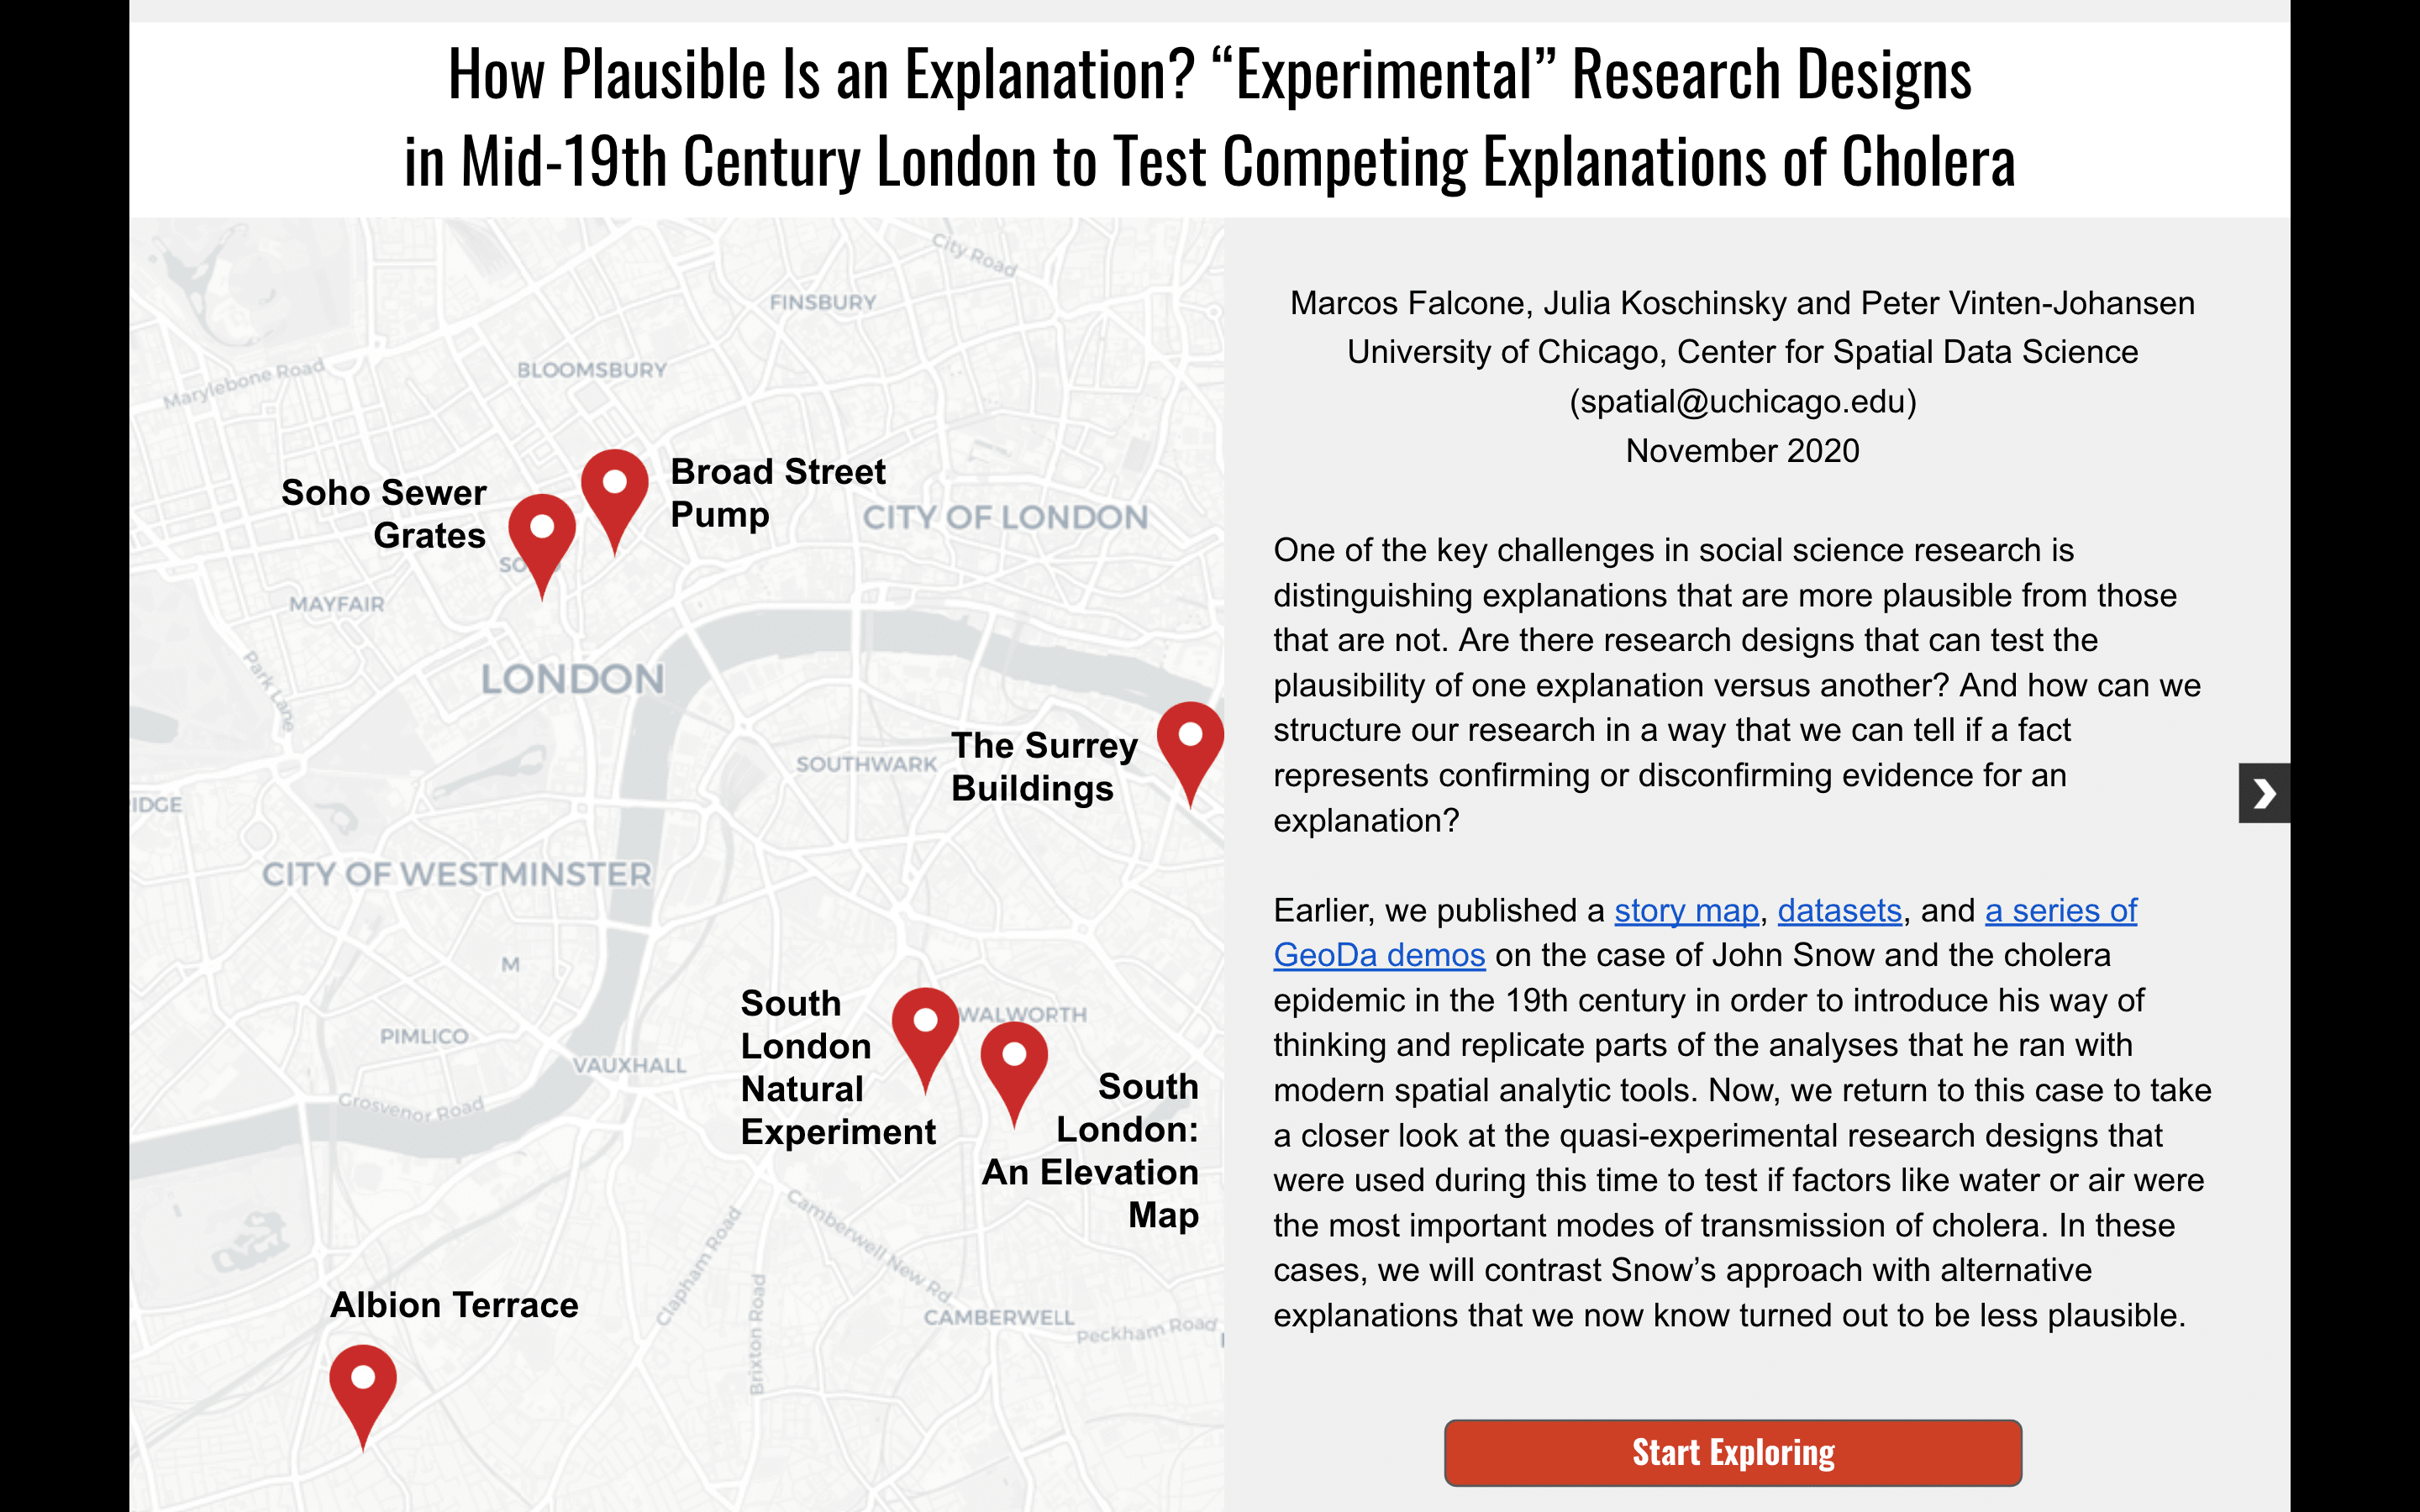 How Plausible Is an Explanation? “Experimental” Research Designs
in Mid-19th Century London to Test Competing Explanations of Cholera
City Road
FINSBURY
BLOOMSBURY
Marylebone Road
Broad Street
Pump
Soho Sewer
Grates
CITY OF LONDON
MAYFAIR
Park Lane
LONDON
The Surrey
Buildings
SOUTHWARK
IDGE
CITY OF WESTMINSTER
M
South
London
Natural
Experiment
WALWORTH
PIMLICO
VAUXHALL
Grosvenor Road
South
London:
An Elevation
Map
Camberwell New Rd
Clapham Road
Brixton Road
Albion Terrace
CAMBERWELL
Peckham Road
Marcos Falcone, Julia Koschinsky and Peter Vinten-Johansen
University of Chicago, Center for Spatial Data Science
(spatial@uchicago.edu)
November 2020
One of the key challenges in social science research is
distinguishing explanations that are more plausible from those
that are not. Are there research designs that can test the
plausibility of one explanation versus another? And how can we
structure our research in a way that we can tell if a fact
represents confirming or disconfirming evidence for an
explanation?
Earlier, we published a story map, datasets, and a series of
GeoDa demos on the case of John Snow and the cholera
epidemic in the 19th century in order to introduce his way of
thinking and replicate parts of the analyses that he ran with
modern spatial analytic tools. Now, we return to this case to take
a closer look at the quasi-experimental research designs that
were used during this time to test if factors like water or air were
the most important modes of transmission of cholera. In these
cases, we will contrast Snow’s approach with alternative
explanations that we now know turned out to be less plausible.
Start Exploring